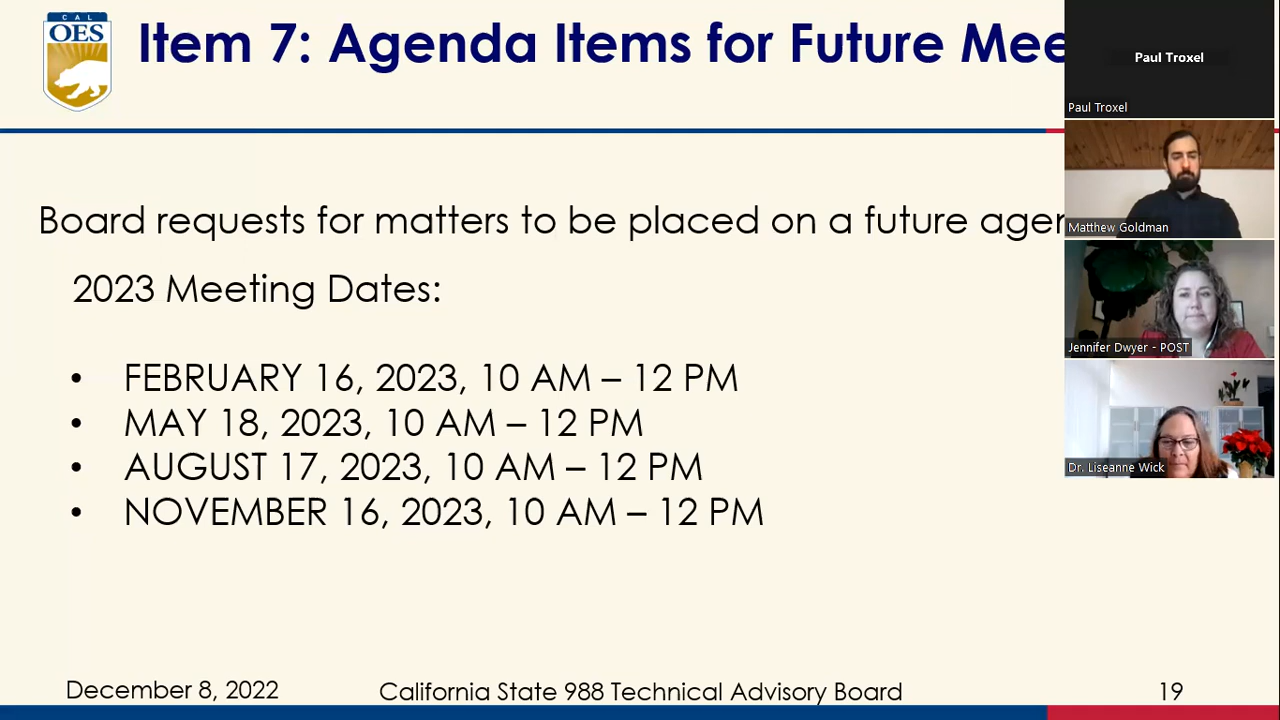 CAL
OES
Item 7: Agenda Items for Future Mee
Paul Troxel
Paul Troxel
Matthew Goldman
Board requests for matters to be placed on a future agen
2023 Meeting Dates:
Jennifer Dwyer - POST
• FEBRUARY 16, 2023, 10 AM – 12 PM
• MAY 18, 2023, 10 AM – 12 PM
• AUGUST 17, 2023, 10 AM – 12 PM
Dr. Liseanne Wick
• NOVEMBER 16, 2023, 10 AM – 12 PM
December 8, 2022
California State 988 Technical Advisory Board
19